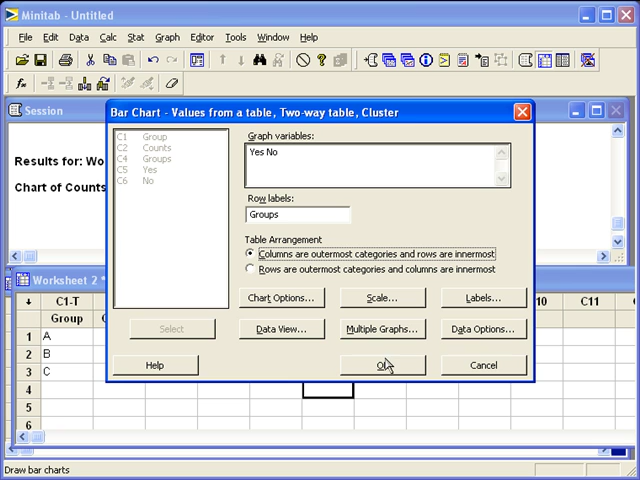 Minitab - Untitled
File Edit Data Calc Stat Graph Editor Tools Window Help
Session
Results for: Wo
Chart of Counts
Bar Chart - Values from a table, Two-way table, Cluster
C1 Group
C2 Counts
C4 Groups
C5 Yes
C6 No
Graph variables:
Yes No
Row labels:
Groups
Table Arrangement
Columns are outermost categories and rows are innermost
Rows are outermost categories and columns are innermost
Chart Options... Scale... Labels...
Select Data View... Multiple Graphs... Data Options...
Help OK Cancel
Worksheet 2 *
C1-T 10 C11 C
Group
1 A
2 B
3 C
4
5
6
Draw bar charts